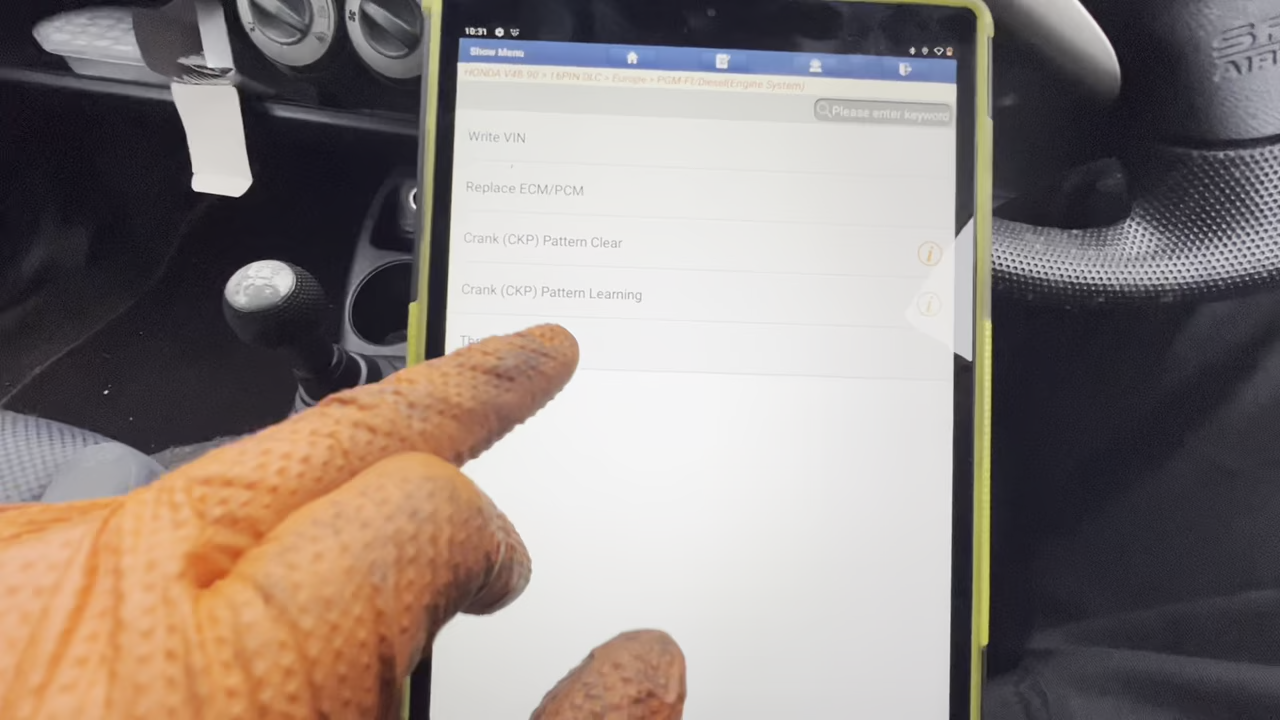 10:31
Show Menu
HONDA V48.90 > 16PIN DLC > Europe > PGM-FI/Diesel(Engine System)
Please enter keyword
Write VIN
Replace ECM/PCM
Crank (CKP) Pattern Clear
Crank (CKP) Pattern Learning